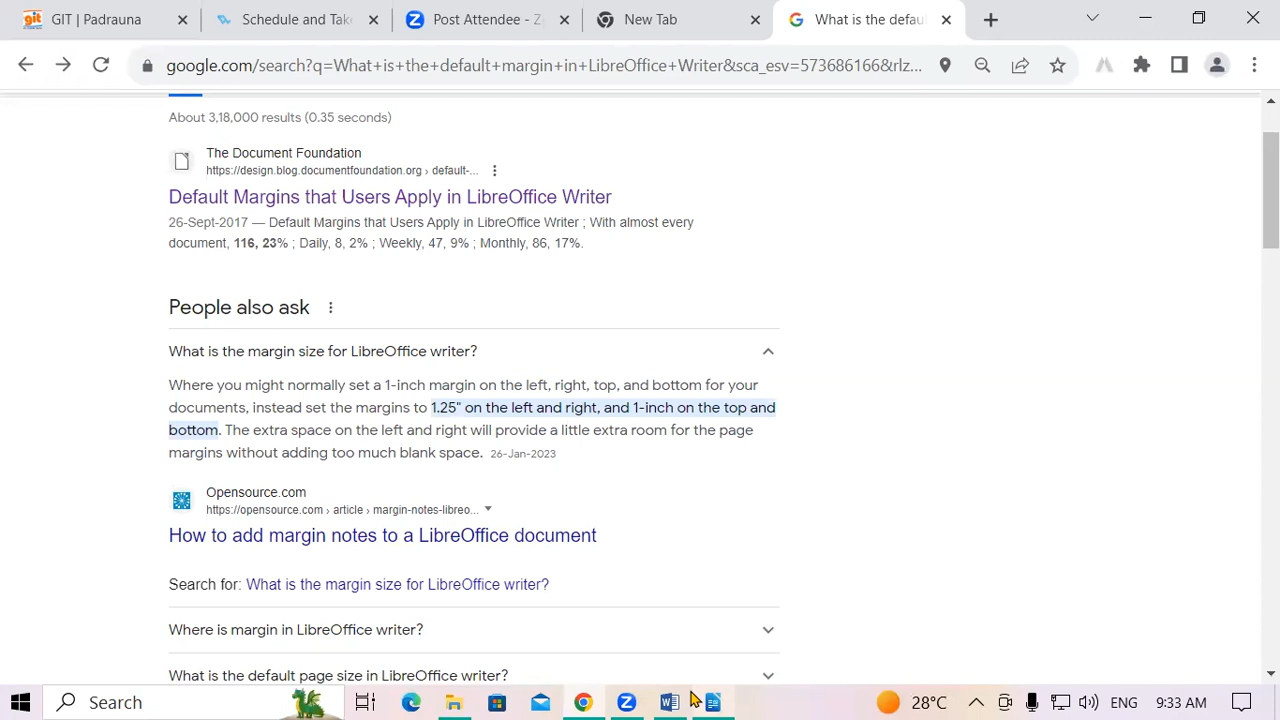 git GIT | Padrauna
Schedule and Take
Post Attendee - Z
New Tab
What is the defau
google.com/search?q=What+is+the+default+margin+in+LibreOffice+Writer&sca_esv=573686166&rlz...
About 3,18,000 results (0.35 seconds)
The Document Foundation
https://design.blog.documentfoundation.org › default-...
Default Margins that Users Apply in LibreOffice Writer
26-Sept-2017 — Default Margins that Users Apply in LibreOffice Writer ; With almost every
document, 116, 23% ; Daily, 8, 2% ; Weekly, 47, 9% ; Monthly, 86, 17%.
People also ask
What is the margin size for LibreOffice writer?
Where you might normally set a 1-inch margin on the left, right, top, and bottom for your
documents, instead set the margins to 1.25" on the left and right, and 1-inch on the top and
bottom. The extra space on the left and right will provide a little extra room for the page
margins without adding too much blank space. 26-Jan-2023
Opensource.com
https://opensource.com › article › margin-notes-libreo...
How to add margin notes to a LibreOffice document
Search for: What is the margin size for LibreOffice writer?
Where is margin in LibreOffice writer?
What is the default page size in LibreOffice writer?
Search
28°C
ENG
9:33 AM